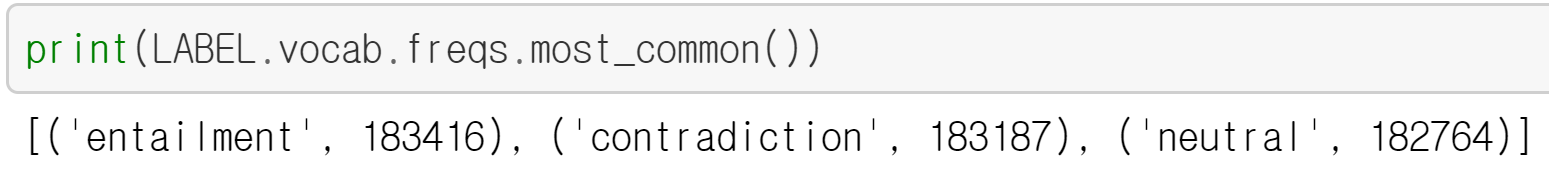 print(LABEL.vocab.freqs.most_common())
[('entailment', 183416), ('contradiction', 183187), ('neutral', 182764)]